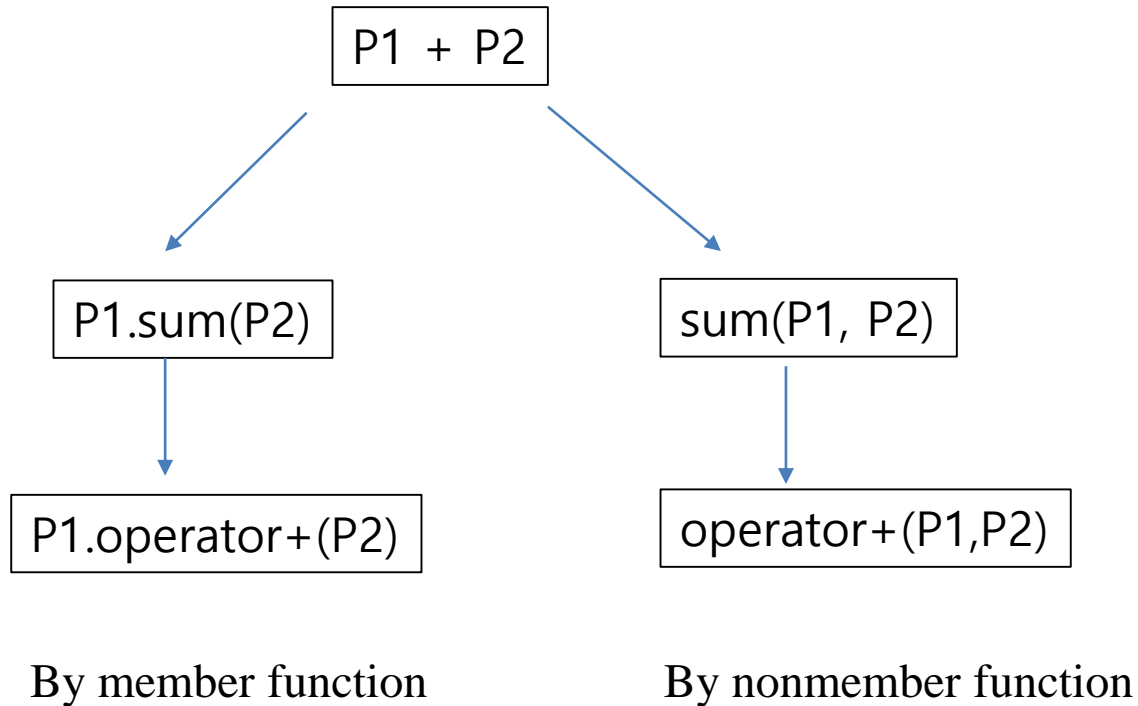 P1 + P2
P1.sum(P2)
sum(P1, P2)
P1.operator+(P2)
operator+(P1,P2)
By member function
By nonmember function